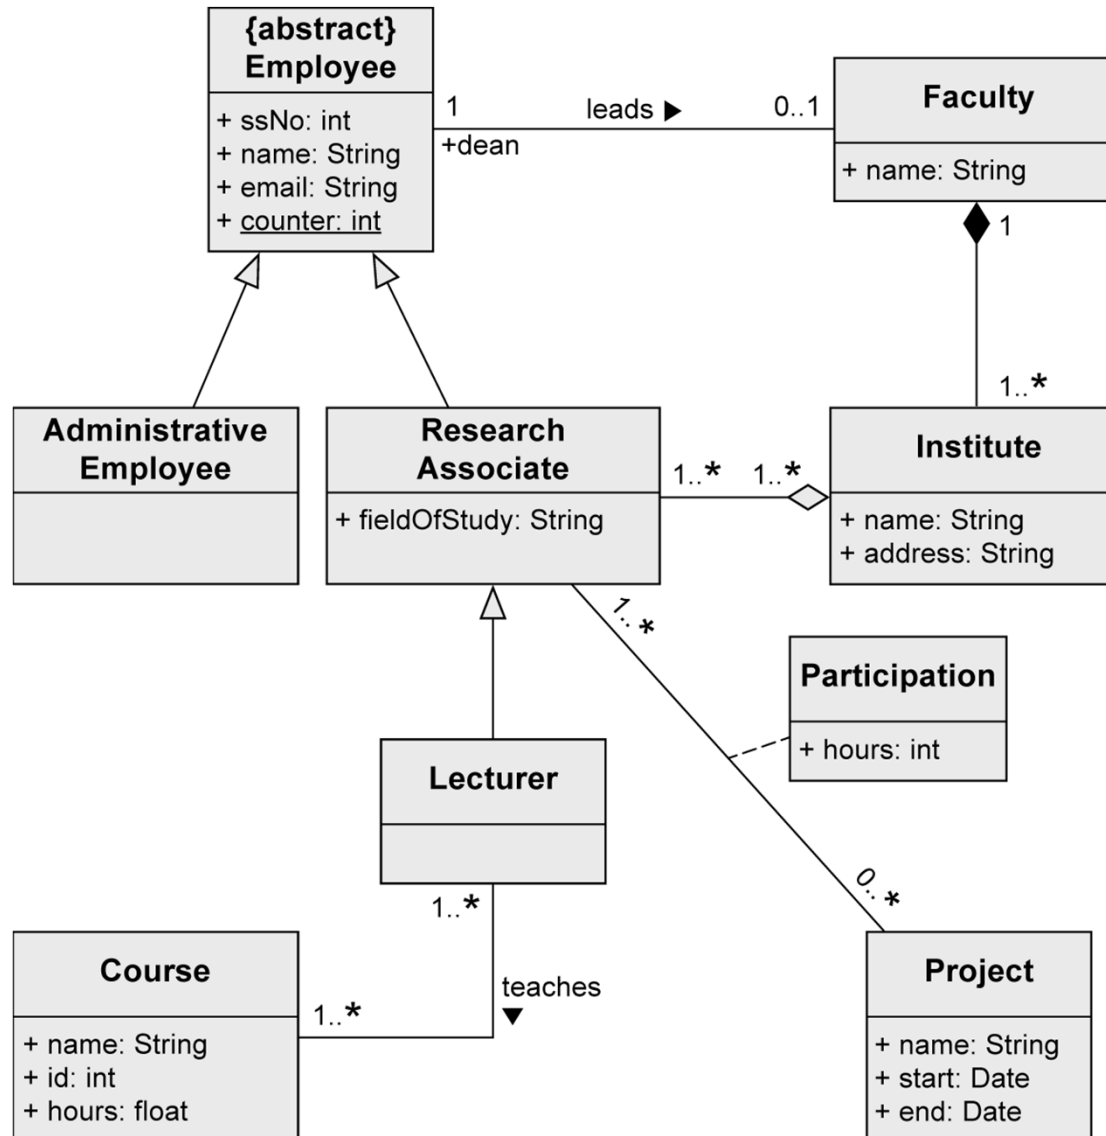 {abstract}
Employee
+ ssNo: int
+ name: String
+ email: String
+ counter: int
1
+dean
leads ▶
0..1
Faculty
+ name: String
1
1..*
Administrative
Employee
Research
Associate
+ fieldOfStudy: String
1..*
1..*
Institute
+ name: String
+ address: String
1..*
Participation
+ hours: int
Lecturer
1..*
0..*
teaches
▼
1..*
Course
+ name: String
+ id: int
+ hours: float
Project
+ name: String
+ start: Date
+ end: Date